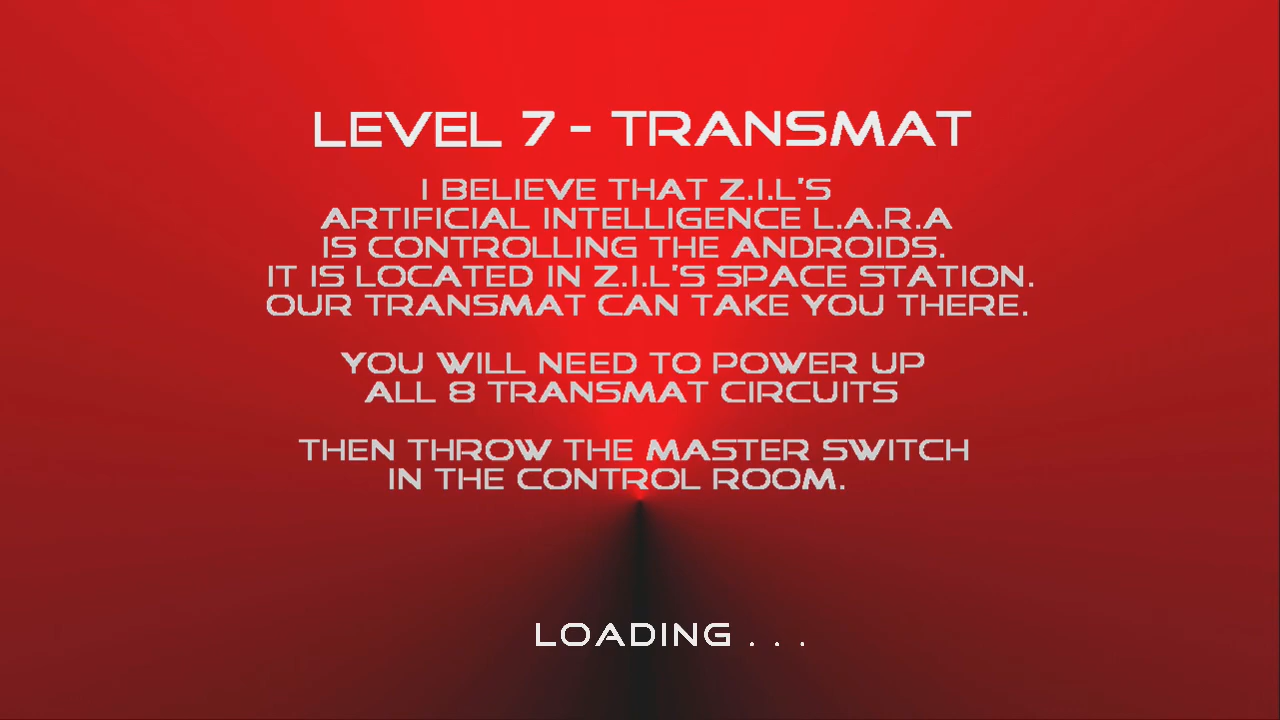 LEVEL 7 - TRANSMAT
I BELIEVE THAT Z.I.L'S
ARTIFICIAL INTELLIGENCE L.A.R.A
IS CONTROLLING THE ANDROIDS.
IT IS LOCATED IN Z.I.L'S SPACE STATION.
OUR TRANSMAT CAN TAKE YOU THERE.
YOU WILL NEED TO POWER UP
ALL 8 TRANSMAT CIRCUITS
THEN THROW THE MASTER SWITCH
IN THE CONTROL ROOM.
LOADING . . .